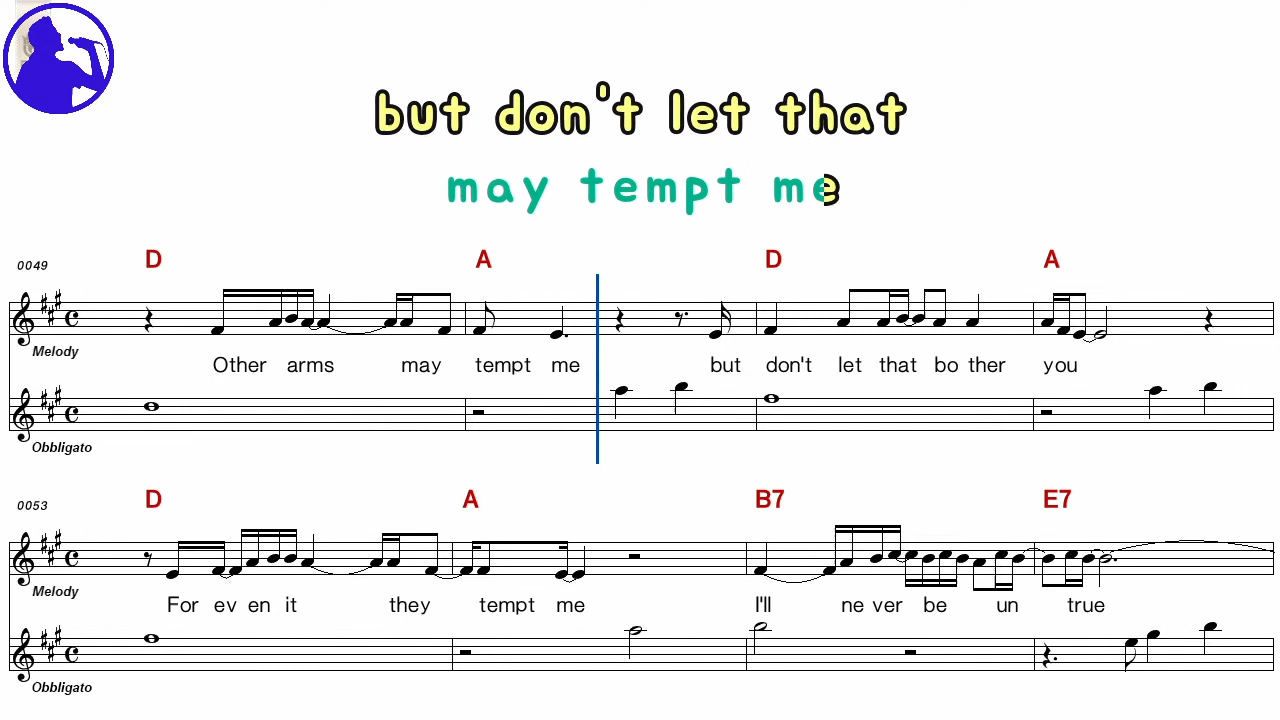 but don't let that
may tempt me
D A D A
0049
Melody
Other arms may tempt me but don't let that bo ther you
Obbligato
D A B7 E7
0053
Melody
For ev en it they tempt me I'll ne ver be un true
Obbligato